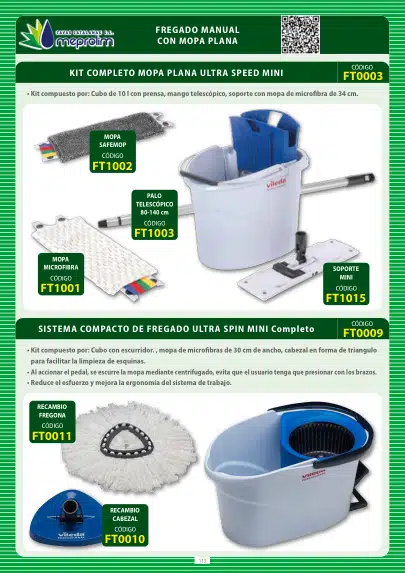 CAPAS CATALANAS S.L.
meprolim
FREGADO MANUAL
CON MOPA PLANA
KIT COMPLETO MOPA PLANA ULTRA SPEED MINI
CÓDIGO
FT0003
• Kit compuesto por: Cubo de 10 l con prensa, mango telescópico, soporte con mopa de microfibra de 34 cm.
MOPA
SAFEMOP
CÓDIGO
FT1002
PALO
TELESCÓPICO
80-140 cm
CÓDIGO
FT1003
vileda
MOPA
MICROFIBRA
CÓDIGO
FT1001
SOPORTE
MINI
CÓDIGO
FT1015
SISTEMA COMPACTO DE FREGADO ULTRA SPIN MINI Completo
CÓDIGO
FT0009
• Kit compuesto por: Cubo con escurridor. , mopa de microfibras de 30 cm de ancho, cabezal en forma de triangulo
para facilitar la limpieza de esquinas.
• Al accionar el pedal, se escurre la mopa mediante centrifugado, evita que el usuario tenga que presionar con los brazos.
• Reduce el esfuerzo y mejora la ergonomia del sistema de trabajo.
RECAMBIO
FREGONA
CÓDIGO
FT0011
vileda
RECAMBIO
CABEZAL
CÓDIGO
FT0010
vileda